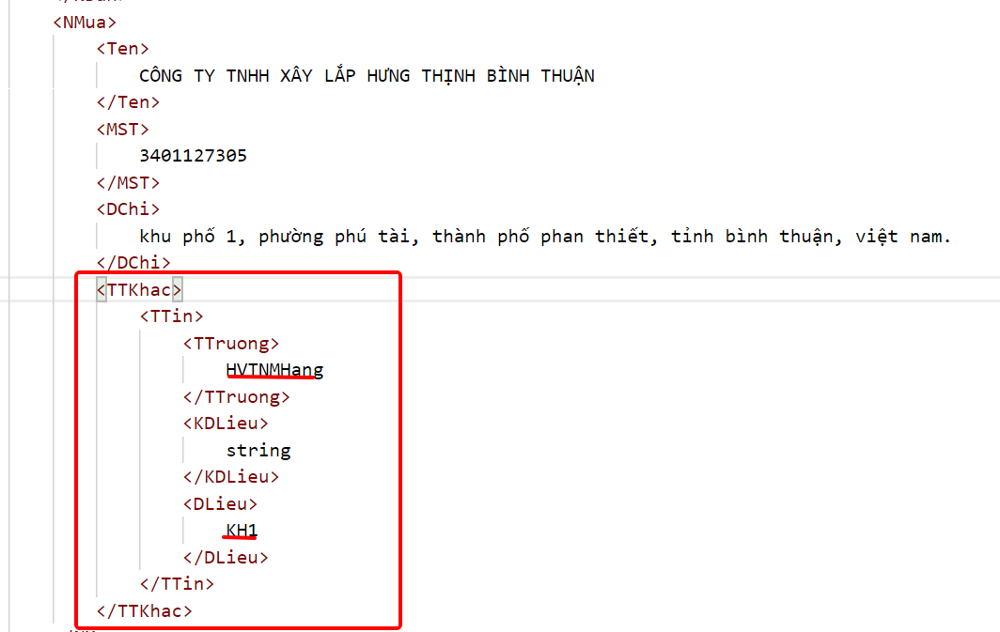 <NMua>
<Ten>
CÔNG TY TNHH XÂY LẮP HƯNG THỊNH BÌNH THUẬN
</Ten>
<MST>
3401127305
</MST>
<DChi>
khu phố 1, phường phú tài, thành phố phan thiết, tỉnh bình thuận, việt nam.
</DChi>
<TTKhac>
<TTin>
<TTruong>
HVTNMHang
</TTruong>
<KDLieu>
string
</KDLieu>
<DLieu>
KH1
</DLieu>
</TTin>
</TTKhac>